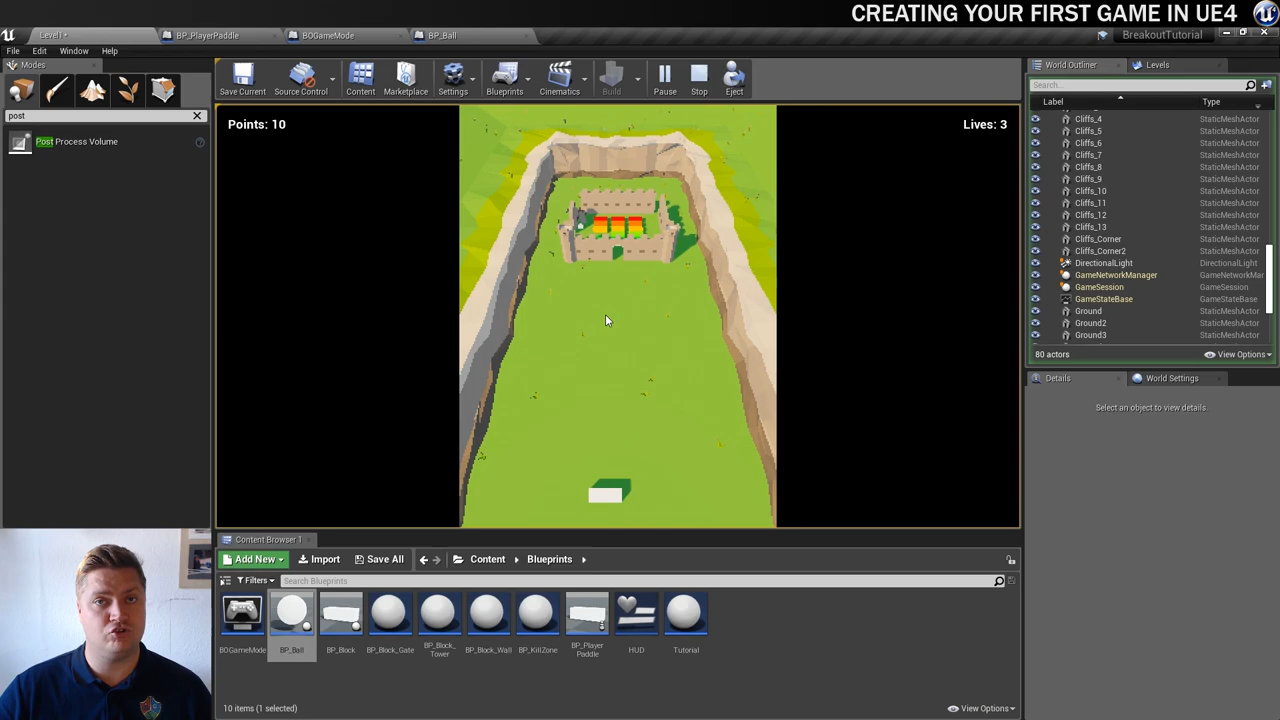 CREATING YOUR FIRST GAME IN UE4
Level1*
BP_PlayerPaddle
BOGameMode
BP_Ball
BreakoutTutorial
File
Edit
Window
Help
Modes
post
Post Process Volume
Save Current
Source Control
Content
Marketplace
Settings
Blueprints
Cinematics
Build
Pause
Stop
Eject
Points: 10
Lives: 3
World Outliner
Levels
Search...
Label
Type
Cliffs_4 StaticMeshActor
Cliffs_5 StaticMeshActor
Cliffs_6 StaticMeshActor
Cliffs_7 StaticMeshActor
Cliffs_8 StaticMeshActor
Cliffs_9 StaticMeshActor
Cliffs_10 StaticMeshActor
Cliffs_11 StaticMeshActor
Cliffs_12 StaticMeshActor
Cliffs_13 StaticMeshActor
Cliffs_Corner StaticMeshActor
Cliffs_Corner2 StaticMeshActor
DirectionalLight DirectionalLight
GameNetworkManager GameNetworkMar
GameSession GameSession
GameStateBase GameStateBase
Ground StaticMeshActor
Ground2 StaticMeshActor
Ground3 StaticMeshActor
80 actors
View Options
Details
World Settings
Select an object to view details.
Content Browser 1
Add New
Import
Save All
Content
Blueprints
Filters
Search Blueprints
BOGameMode
BP_Ball
BP_Block
BP_Block_Gate
BP_Block_
Tower
BP_Block_Wall
BP_KillZone
BP_Player
Paddle
HUD
Tutorial
10 items (1 selected)
View Options